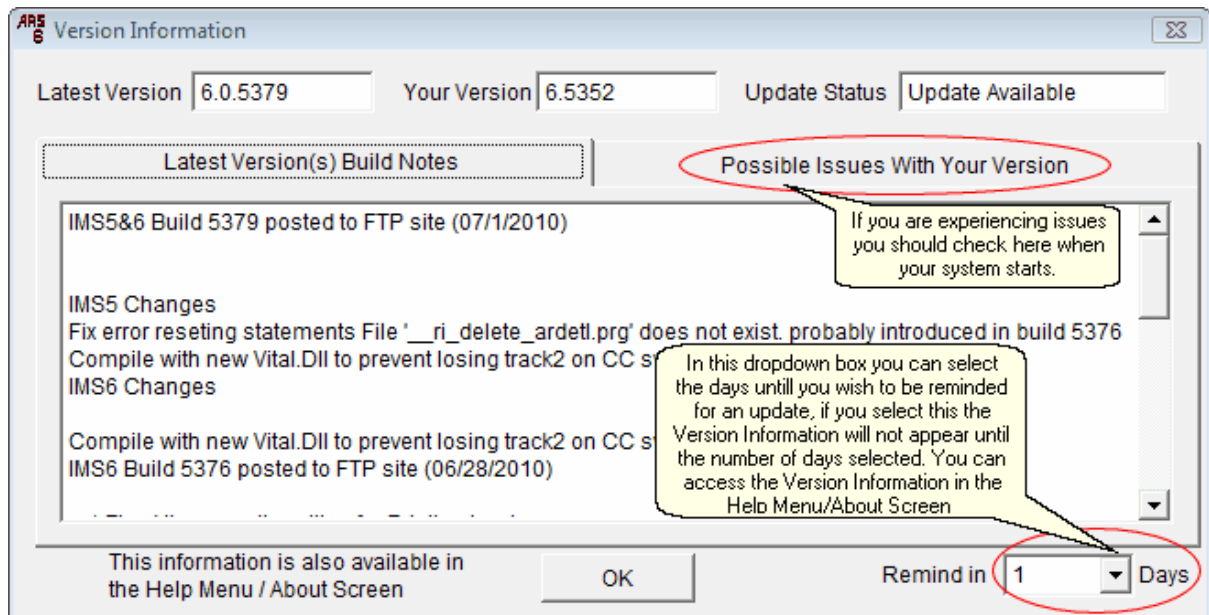 ARS 6 Version Information
Latest Version 6.0.5379 Your Version 6.5352 Update Status Update Available
Latest Version(s) Build Notes Possible Issues With Your Version
If you are experiencing issues
you should check here when
your system starts.
IMS5&6 Build 5379 posted to FTP site (07/1/2010)
IMS5 Changes
Fix error reseting statements File '__ri_delete_ardetl.prg' does not exist. probably introduced in build 5376
Compile with new Vital.Dll to prevent losing track2 on CC
IMS6 Changes
Compile with new Vital.Dll to prevent losing track2 on CC
IMS6 Build 5376 posted to FTP site (06/28/2010)
In this dropdown box you can select
the days untill you wish to be reminded
for an update, if you select this the
Version Information will not appear until
the number of days selected. You can
access the Version Information in the
Help Menu/About Screen
This information is also available in
the Help Menu / About Screen
OK
Remind in 1 Days